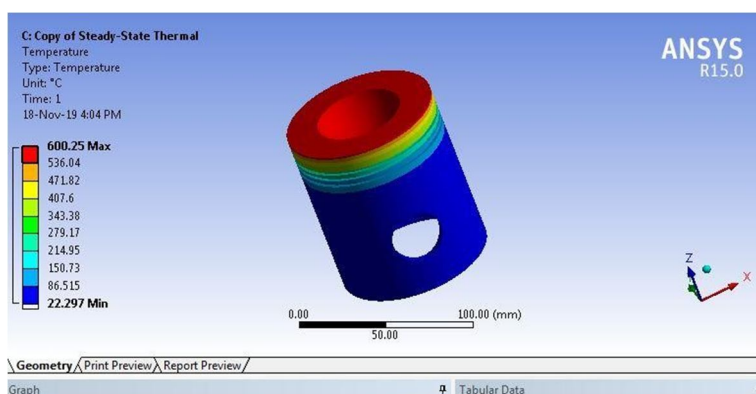 C: Copy of Steady-State Thermal
Temperature
Type: Temperature
Unit: °C
Time: 1
18-Nov-19 4:04 PM
600.25 Max
536.04
471.82
407.6
343.38
279.17
214.95
150.73
86.515
22.297 Min
ANSYS
R15.0
0.00
100.00 (mm)
50.00
Z
X
Geometry Print Preview Report Preview
Graph
Tabular Data